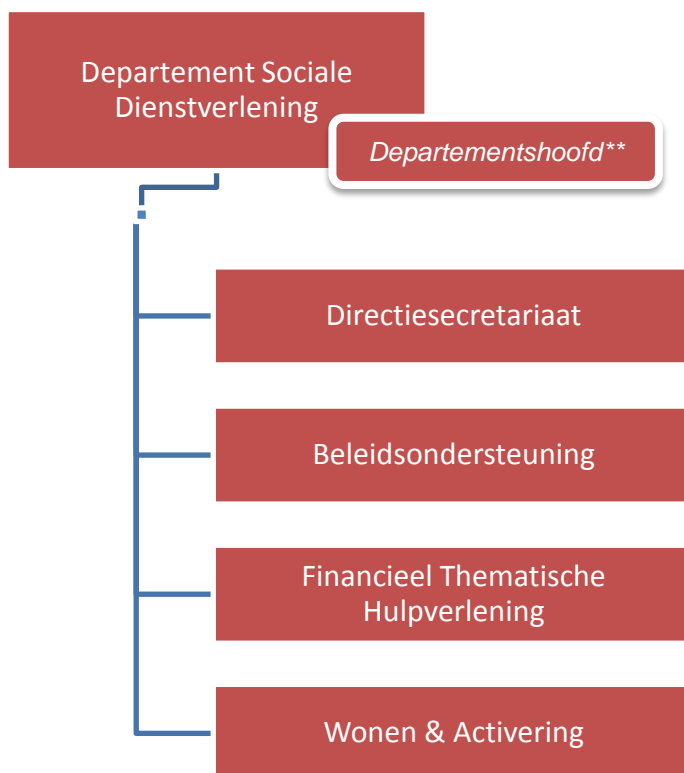 Departement Sociale
Dienstverlening
Departementshoofd**
Directiesecretariaat
Beleidsondersteuning
Financieel Thematische
Hulpverlening
Wonen & Activering